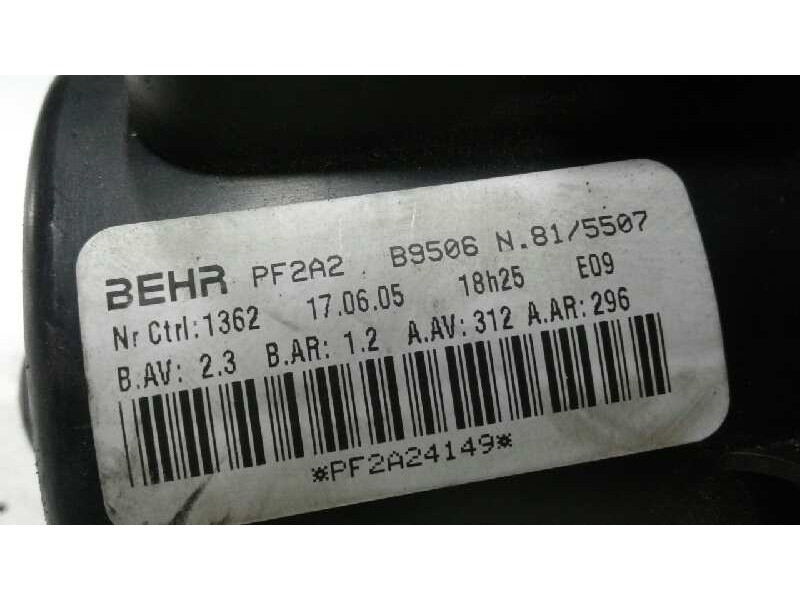 BEHR PF2A2 B9506 N.81/5507
Nr Ctrl:1362 17.06.05 18h25 E09
B.AV: 2.3 B.AR: 1.2 A.AV:312 A.AR:296
*PF2A24149*